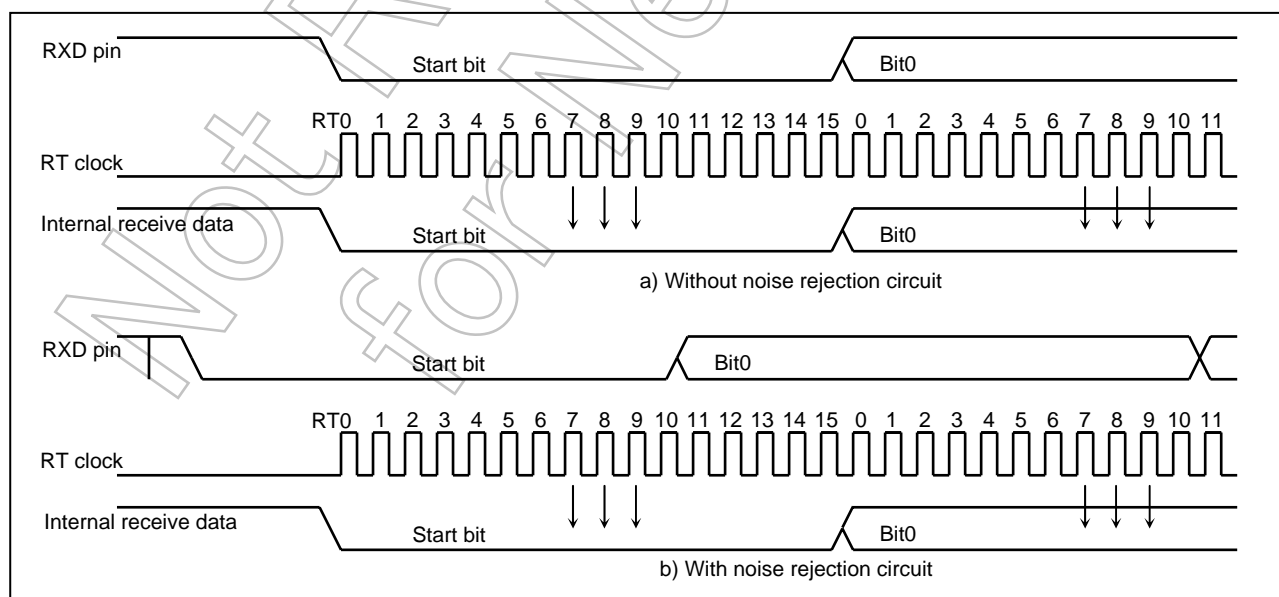 RXD pin
Start bit
Bit0
RT0 1 2 3 4 5 6 7 8 9 10 11 12 13 14 15 0 1 2 3 4 5 6 7 8 9 10 11
RT clock
Internal receive data
Start bit
Bit0
a) Without noise rejection circuit
RXD pin
Start bit
Bit0
RT0 1 2 3 4 5 6 7 8 9 10 11 12 13 14 15 0 1 2 3 4 5 6 7 8 9 10 11
RT clock
Internal receive data
Start bit
Bit0
b) With noise rejection circuit
Not
for